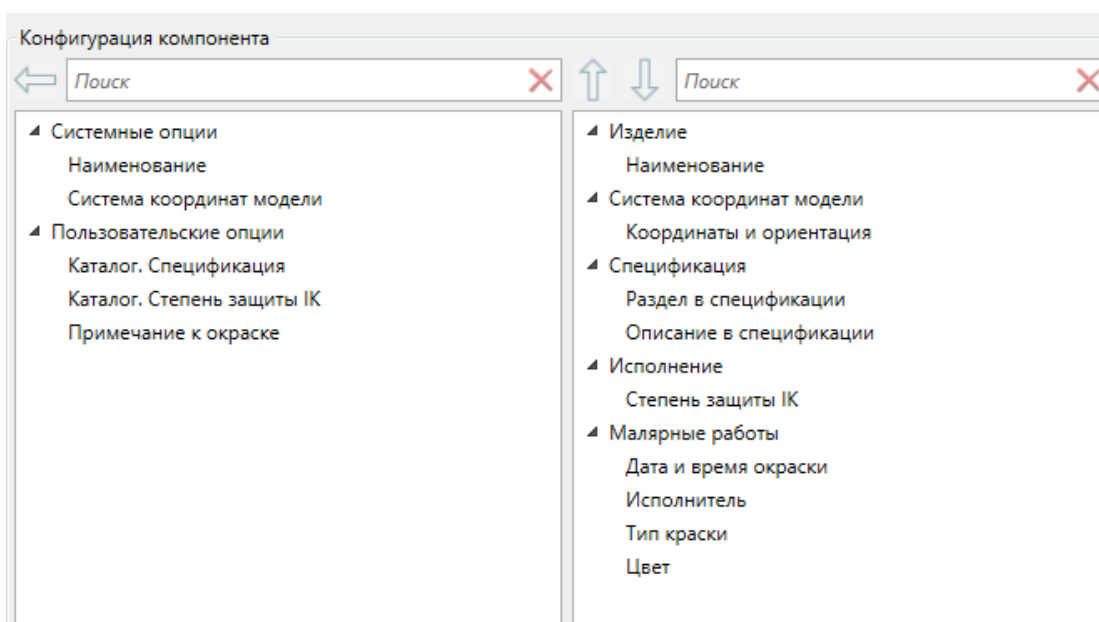 Конфигурация компонента
Поиск
Поиск
Системные опции
Наименование
Система координат модели
Пользовательские опции
Каталог. Спецификация
Каталог. Степень защиты IK
Примечание к окраске
Изделие
Наименование
Система координат модели
Координаты и ориентация
Спецификация
Раздел в спецификации
Описание в спецификации
Исполнение
Степень защиты IK
Малярные работы
Дата и время окраски
Исполнитель
Тип краски
Цвет